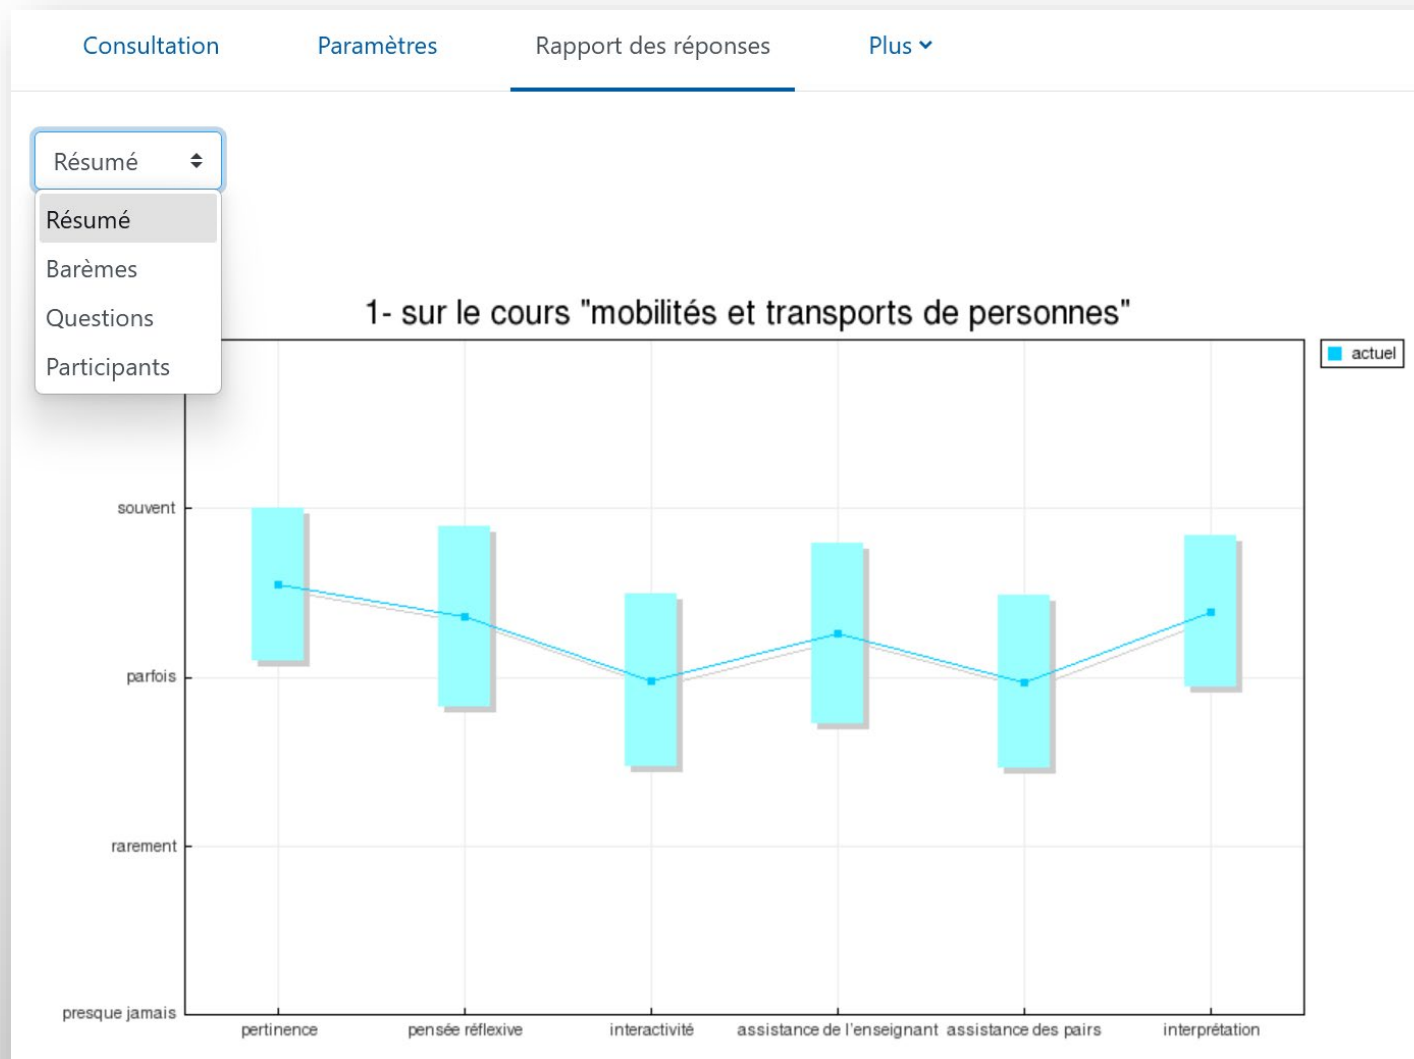 Consultation
Paramètres
Rapport des réponses
Plus
Résumé
Résumé
Barèmes
Questions
Participants
1- sur le cours "mobilités et transports de personnes"
actuel
souvent
parfois
rarement
presque jamais
pertinence
pensée réflexive
interactivité
assistance de l'enseignant
assistance des pairs
interprétation